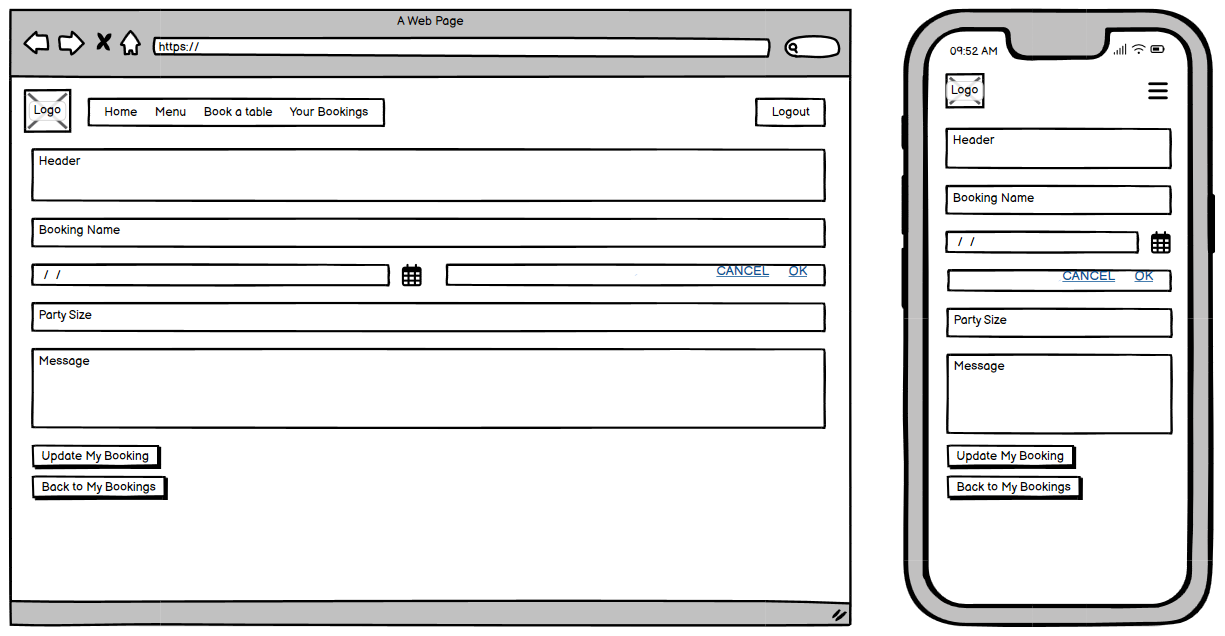 A Web Page
https://
Logo
Home Menu Book a table Your Bookings
Logout
Header
Booking Name
/ /
CANCEL OK
Party Size
Message
Update My Booking
Back to My Bookings
09:52 AM
Logo
Header
Booking Name
/ /
CANCEL OK
Party Size
Message
Update My Booking
Back to My Bookings